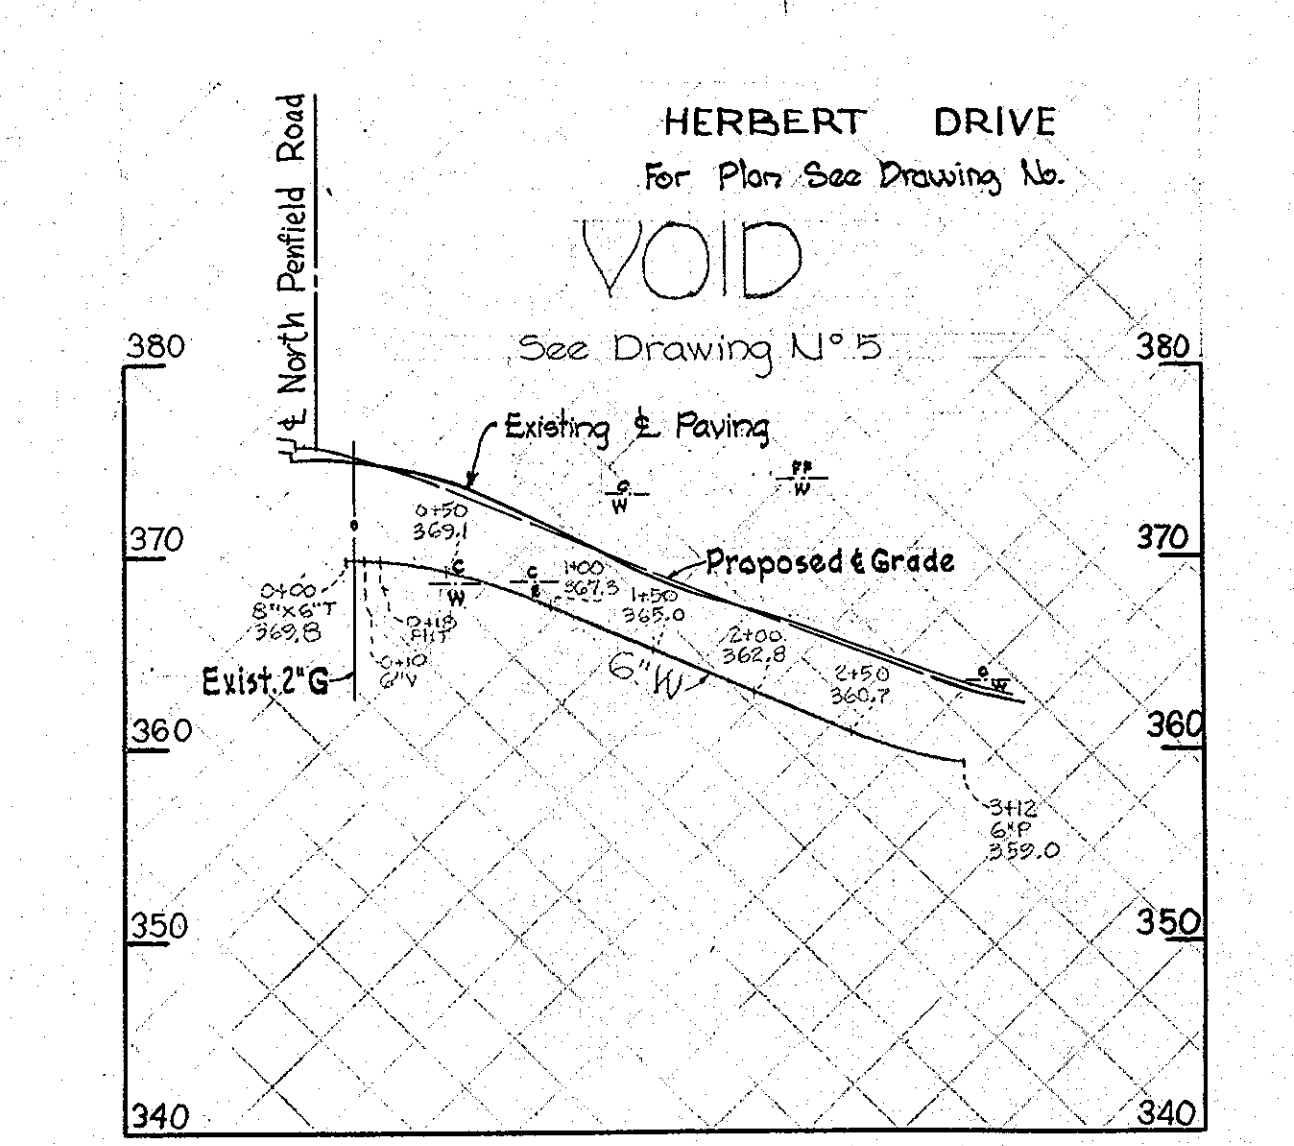 HERBERT DRIVE
For Plan See Drawing No.
VOID
See Drawing Nº 5
℄ North Penfield Road
380
380
Existing ℄ Paving
C
W
FF
W
0+50
369.1
370
370
Proposed ℄ Grade
1+00
367.3
C
W
C
1+50
365.0
0+00
8"x6"T
369.8
0+18
2+00
362.8
0+10
6"V
6" W
2+50
360.7
W
Exist. 2" G
360
360
3+12
6"P
359.0
350
350
340
340